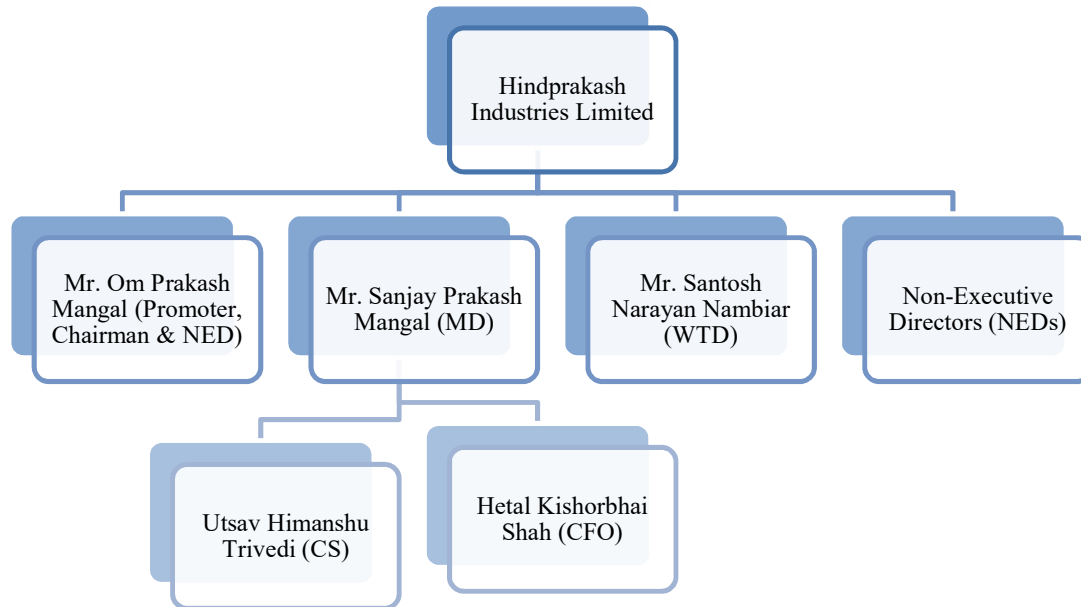 Hindprakash
Industries Limited
Mr. Om Prakash
Mangal (Promoter,
Chairman & NED)
Mr. Sanjay Prakash
Mangal (MD)
Mr. Santosh
Narayan Nambiar
(WTD)
Non-Executive
Directors (NEDs)
Utsav Himanshu
Trivedi (CS)
Hetal Kishorbhai
Shah (CFO)